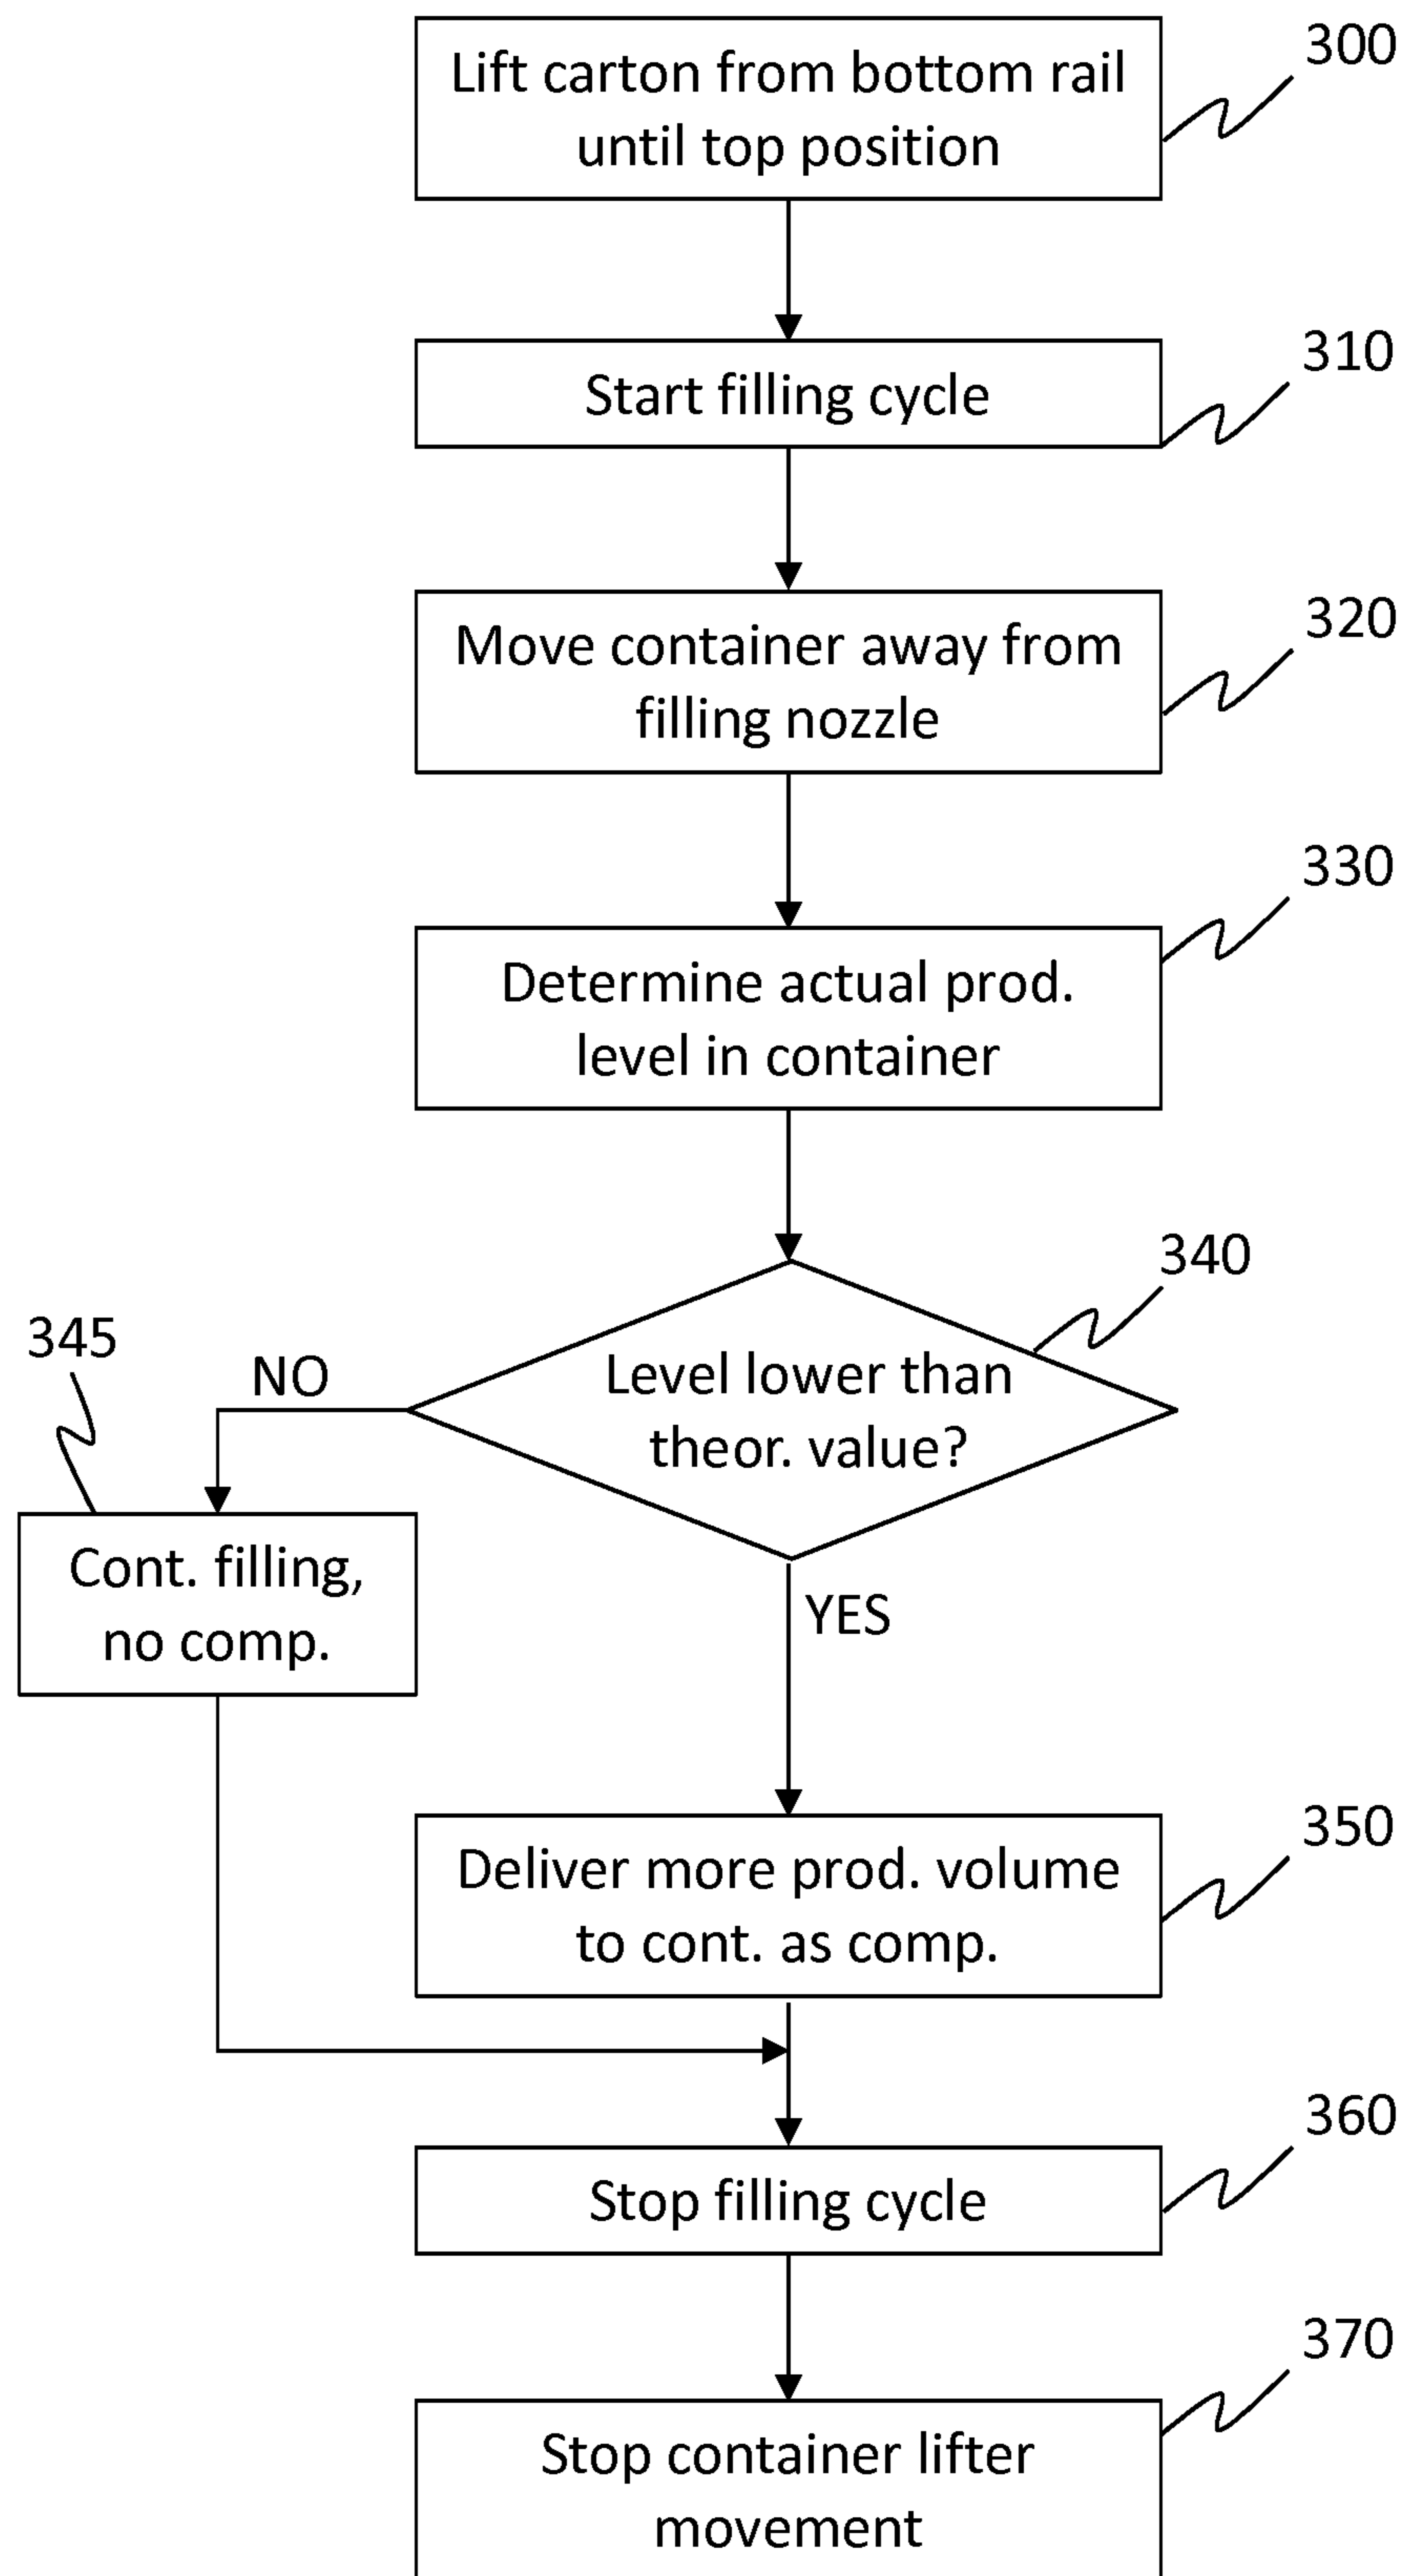 Lift carton from bottom rail
until top position
300
Start filling cycle
310
Move container away from
filling nozzle
320
Determine actual prod.
level in container
330
Level lower than
theor. value?
340
NO
345
Cont. filling,
no comp.
YES
Deliver more prod. volume
to cont. as comp.
350
Stop filling cycle
360
Stop container lifter
movement
370